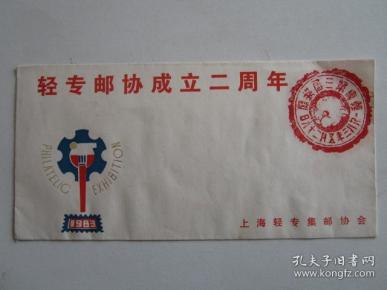 轻专邮协成立二周年
PHILATELIC EXHIBITION
1983
上海轻专集邮协会
孔夫子旧书网
www.kongfz.com